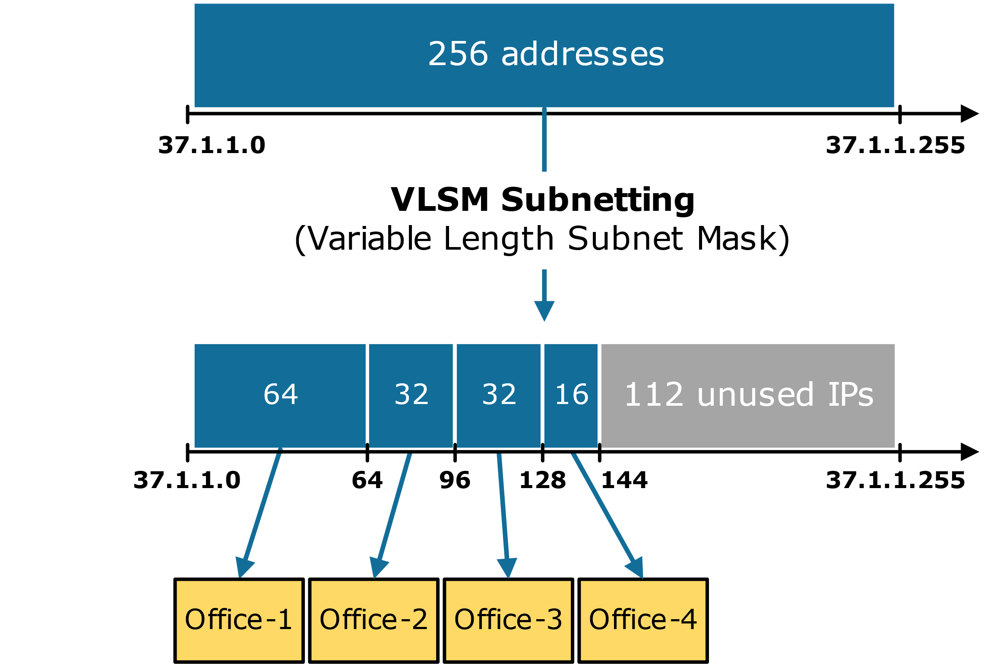 256 addresses
37.1.1.0
37.1.1.255
VLSM Subnetting
(Variable Length Subnet Mask)
64
32
32
16
112 unused IPs
37.1.1.0
64
96
128
144
37.1.1.255
Office-1
Office-2
Office-3
Office-4